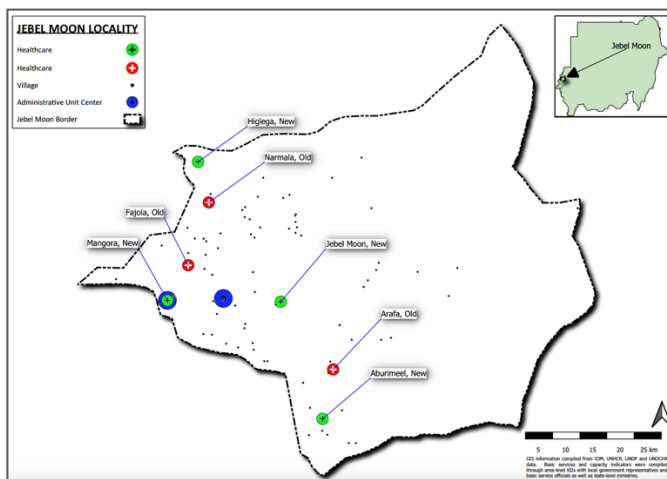 JEBEL MOON LOCALITY
Healthcare
Healthcare
Village
Administrative Unit Center
Jebel Moon Border
Jebel Moon
Higlega, New
Narmala, Old
Fajola, Old
Mangora, New
Jebel Moon, New
Arafa, Old
Aburimeel, New
5 10 15 20 25 km
GIS information compiled from IOM, UNHCR, UNDP and UNOCHA
data. Basic services and capacity indicators were compiled
through area-level KIIs with local government representatives and
basic service officials as well as state-level ministries.